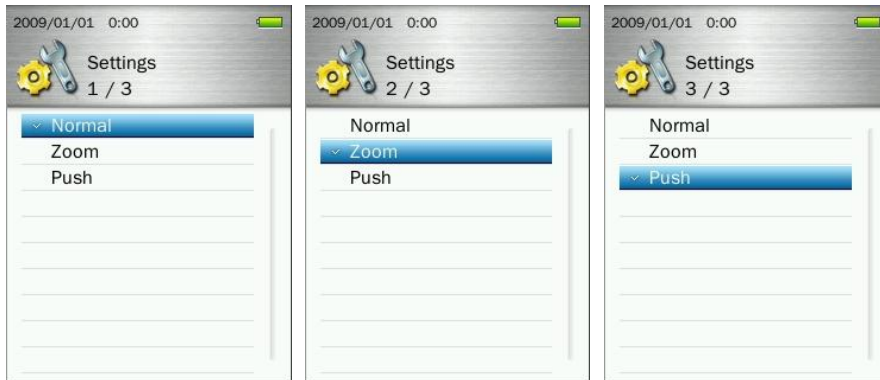 2009/01/01 0:00
Settings
1 / 3
Normal
Zoom
Push
2009/01/01 0:00
Settings
2 / 3
Normal
Zoom
Push
2009/01/01 0:00
Settings
3 / 3
Normal
Zoom
Push